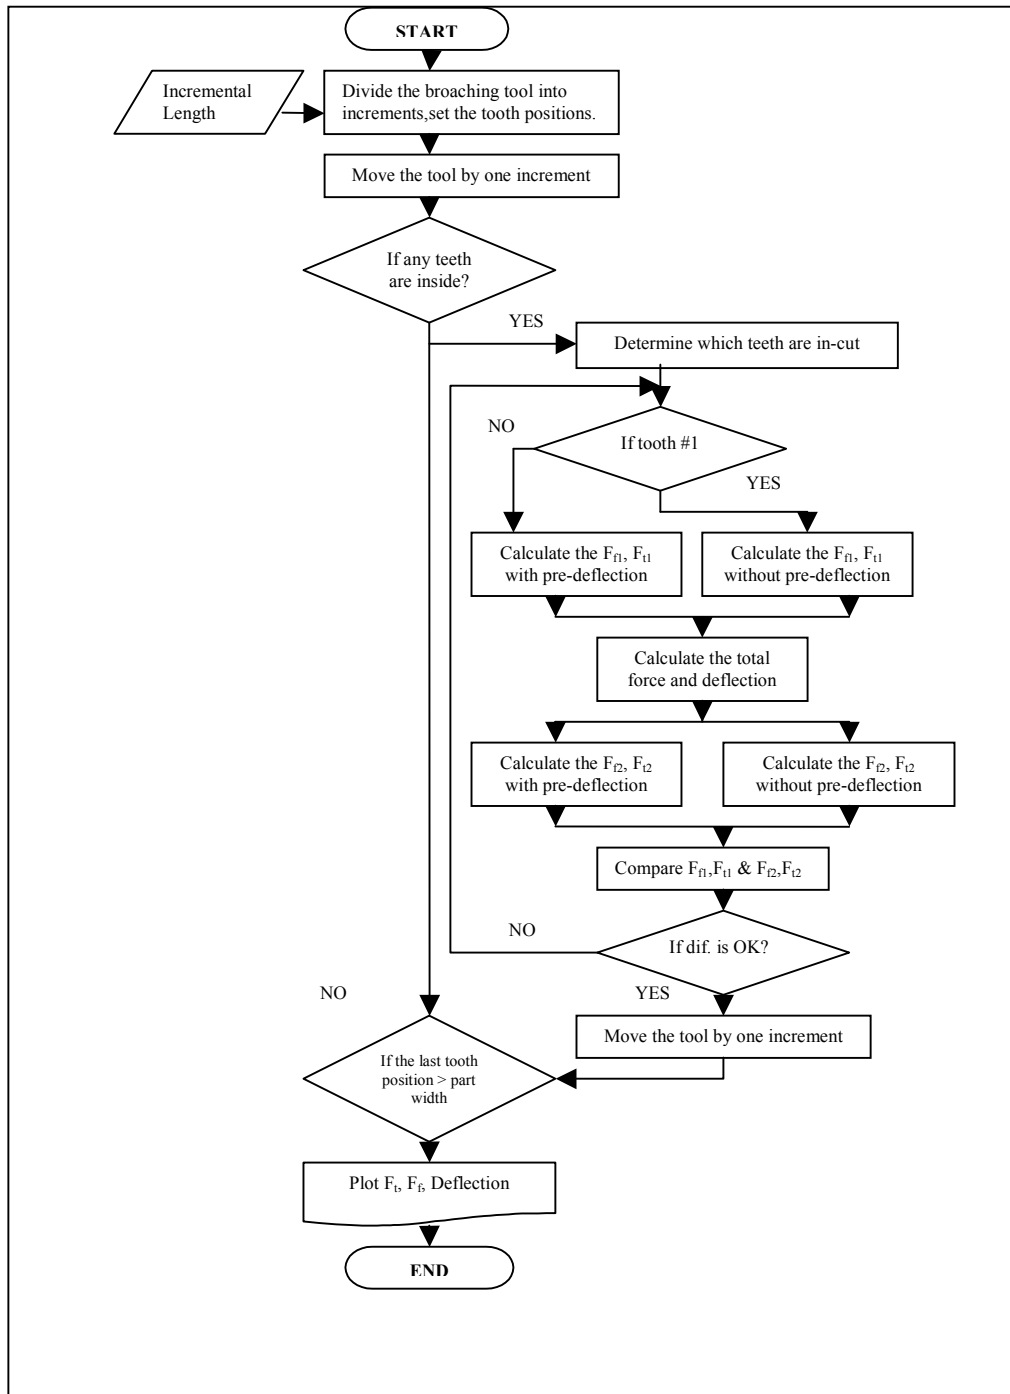 START
Incremental
Length
Divide the broaching tool into
increments,set the tooth positions.
Move the tool by one increment
If any teeth
are inside?
YES
Determine which teeth are in-cut
NO
If tooth #1
YES
Calculate the Ff1, Ft1
with pre-deflection
Calculate the Ff1, Ft1
without pre-deflection
Calculate the total
force and deflection
Calculate the Ff2, Ft2
with pre-deflection
Calculate the Ff2, Ft2
without pre-deflection
Compare Ff1,Ft1 & Ff2,Ft2
NO
If dif. is OK?
NO
YES
Move the tool by one increment
If the last tooth
position > part
width
Plot Ft, Ff, Deflection
END